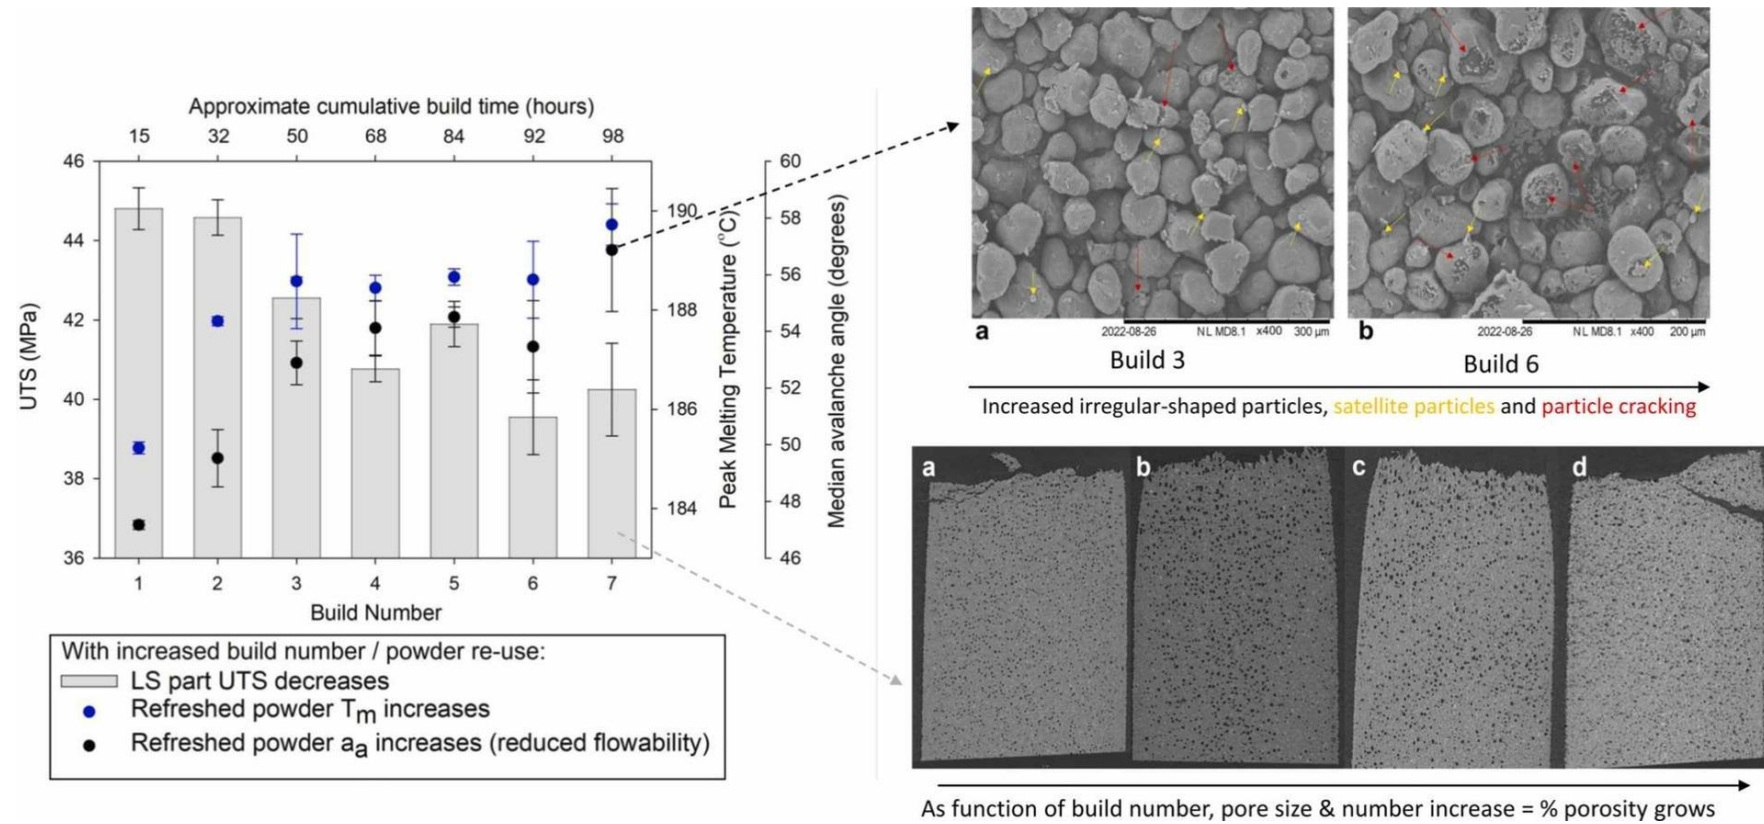 Approximate cumulative build time (hours)
15 32 50 68 84 92 98
46
44
42
40
38
36
UTS (MPa)
1 2 3 4 5 6 7
Build Number
190
188
186
184
Peak Melting Temperature (°C)
60
58
56
54
52
50
48
46
Median avalanche angle (degrees)
With increased build number / powder re-use:
LS part UTS decreases
Refreshed powder Tm increases
Refreshed powder aa increases (reduced flowability)
a
2022-08-26 NL MD8.1 x400 300 µm
Build 3
b
2022-08-26 NL MD8.1 x400 200 µm
Build 6
Increased irregular-shaped particles, satellite particles and particle cracking
a b c d
As function of build number, pore size & number increase = % porosity grows